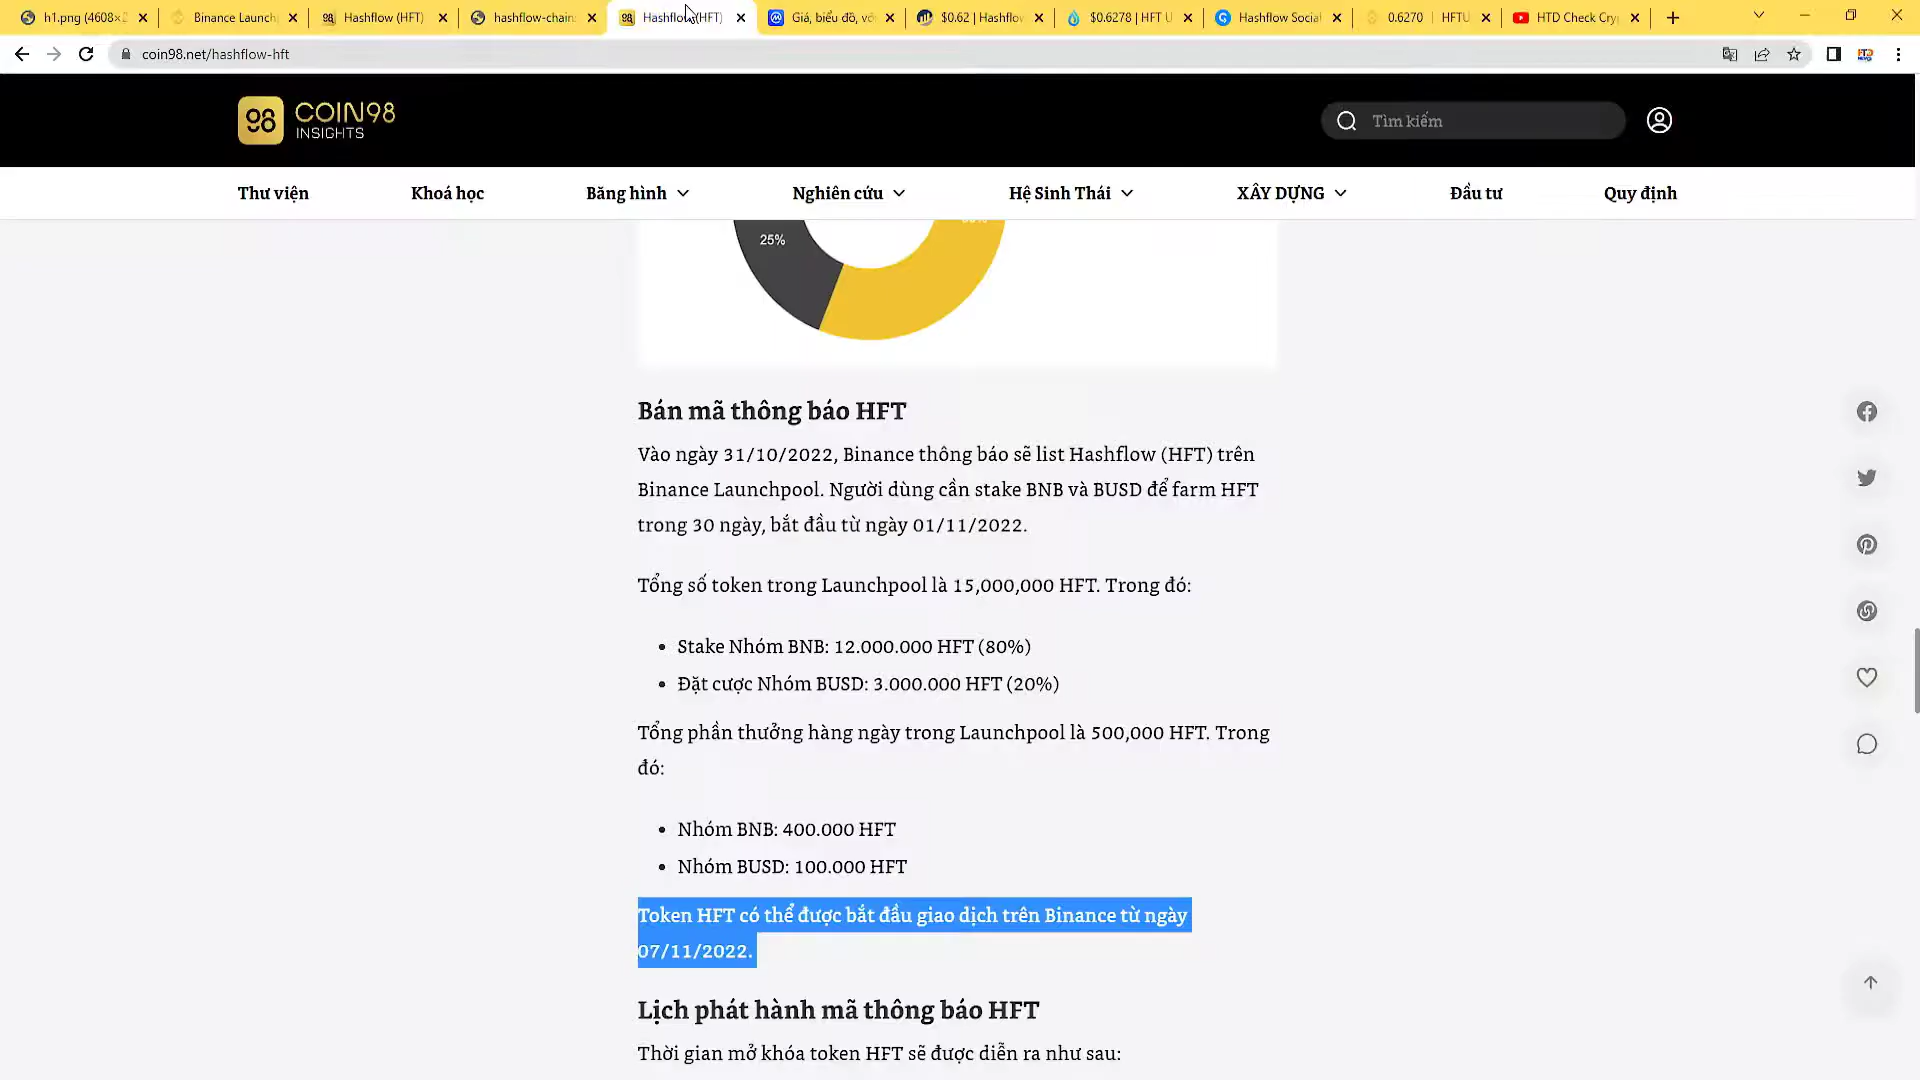 h1.png (4608×2
Binance Launch
Hashflow (HFT)
hashflow-chain
Hashflow (HFT)
Giá, biểu đồ, vố
$0.62 | Hashflow
$0.6278 | HFT U
Hashflow Social
0.6270 | HFTU
HTD Check Cry
coin98.net/hashflow-hft
98
COIN98
INSIGHTS
Tìm kiếm
Thư viện
Khoá học
Băng hình
Nghiên cứu
Hệ Sinh Thái
XÂY DỰNG
Đầu tư
Quy định
25%
Bán mã thông báo HFT
Vào ngày 31/10/2022, Binance thông báo sẽ list Hashflow (HFT) trên
Binance Launchpool. Người dùng cần stake BNB và BUSD để farm HFT
trong 30 ngày, bắt đầu từ ngày 01/11/2022.
Tổng số token trong Launchpool là 15,000,000 HFT. Trong đó:
• Stake Nhóm BNB: 12.000.000 HFT (80%)
• Đặt cược Nhóm BUSD: 3.000.000 HFT (20%)
Tổng phần thưởng hàng ngày trong Launchpool là 500,000 HFT. Trong
đó:
• Nhóm BNB: 400.000 HFT
• Nhóm BUSD: 100.000 HFT
Token HFT có thể được bắt đầu giao dịch trên Binance từ ngày
07/11/2022.
Lịch phát hành mã thông báo HFT
Thời gian mở khóa token HFT sẽ được diễn ra như sau: